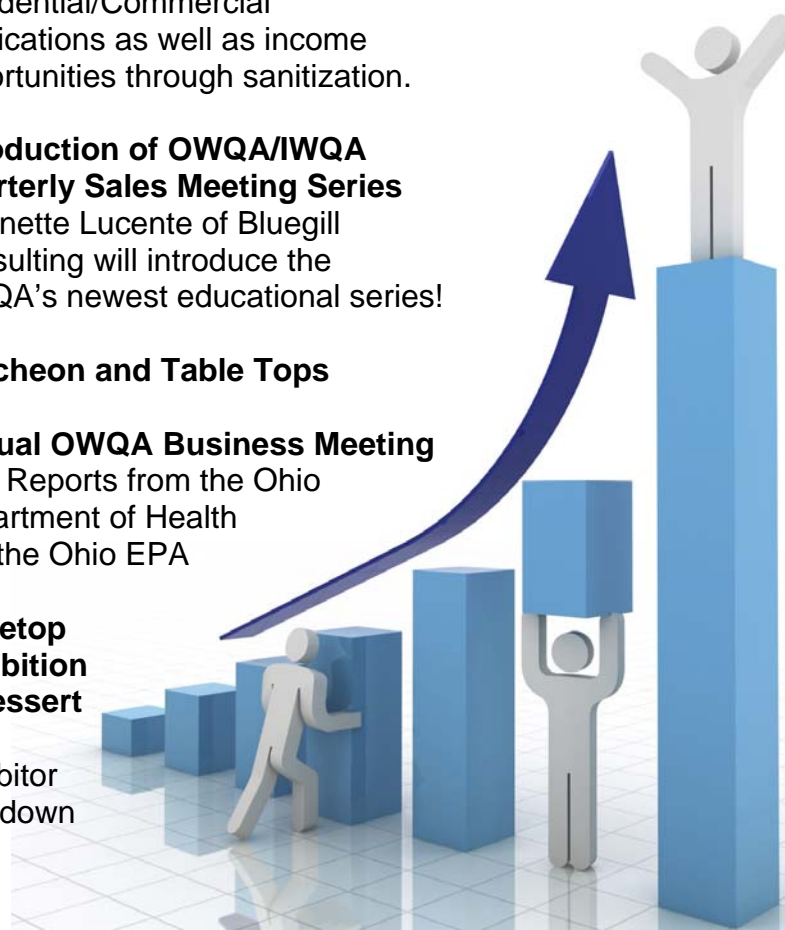 dential/Commercial
ications as well as income
ortunities through sanitization.
oduction of OWQA/IWQA
rterly Sales Meeting Series
nette Lucente of Bluegill
sulting will introduce the
QA's newest educational series!
cheon and Table Tops
ual OWQA Business Meeting
Reports from the Ohio
artment of Health
the Ohio EPA
etop
bition
essert
bitor
down